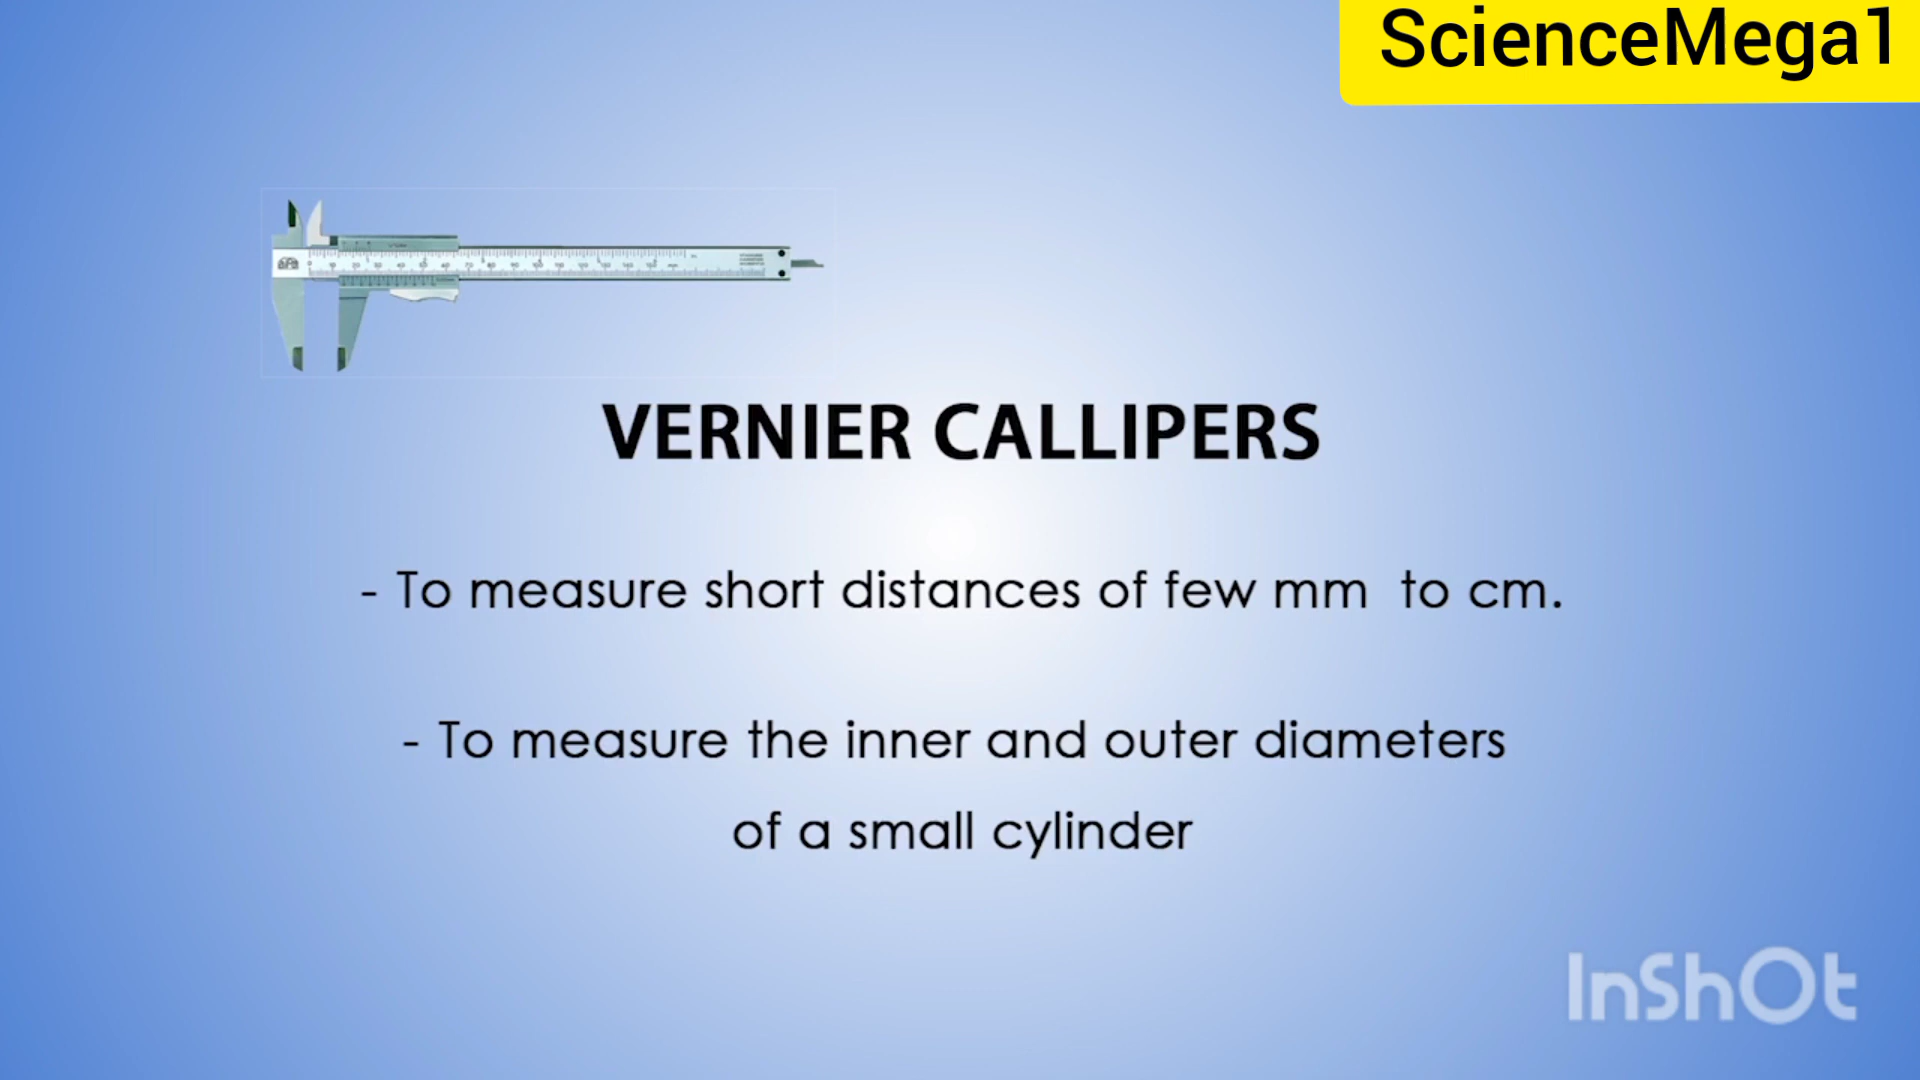 ScienceMega1
VERNIER CALLIPERS
- To measure short distances of few mm to cm.
- To measure the inner and outer diameters
of a small cylinder
InShOt